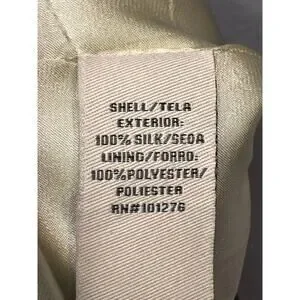 SHELL/TELA
EXTERIOR:
100% SILK/SEDA
LINING/FORRO:
100%POLYESTER/
POLIESTER
RN#101276